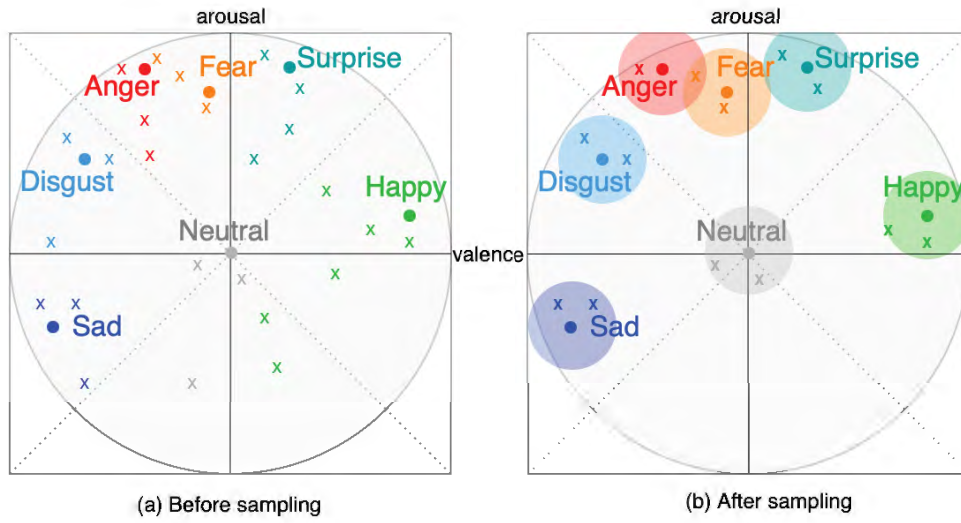 arousal
arousal
Surprise
Fear
Anger
Disgust
Happy
Neutral
Sad
valence
Surprise
Fear
Anger
Disgust
Happy
Neutral
Sad
(a) Before sampling
(b) After sampling